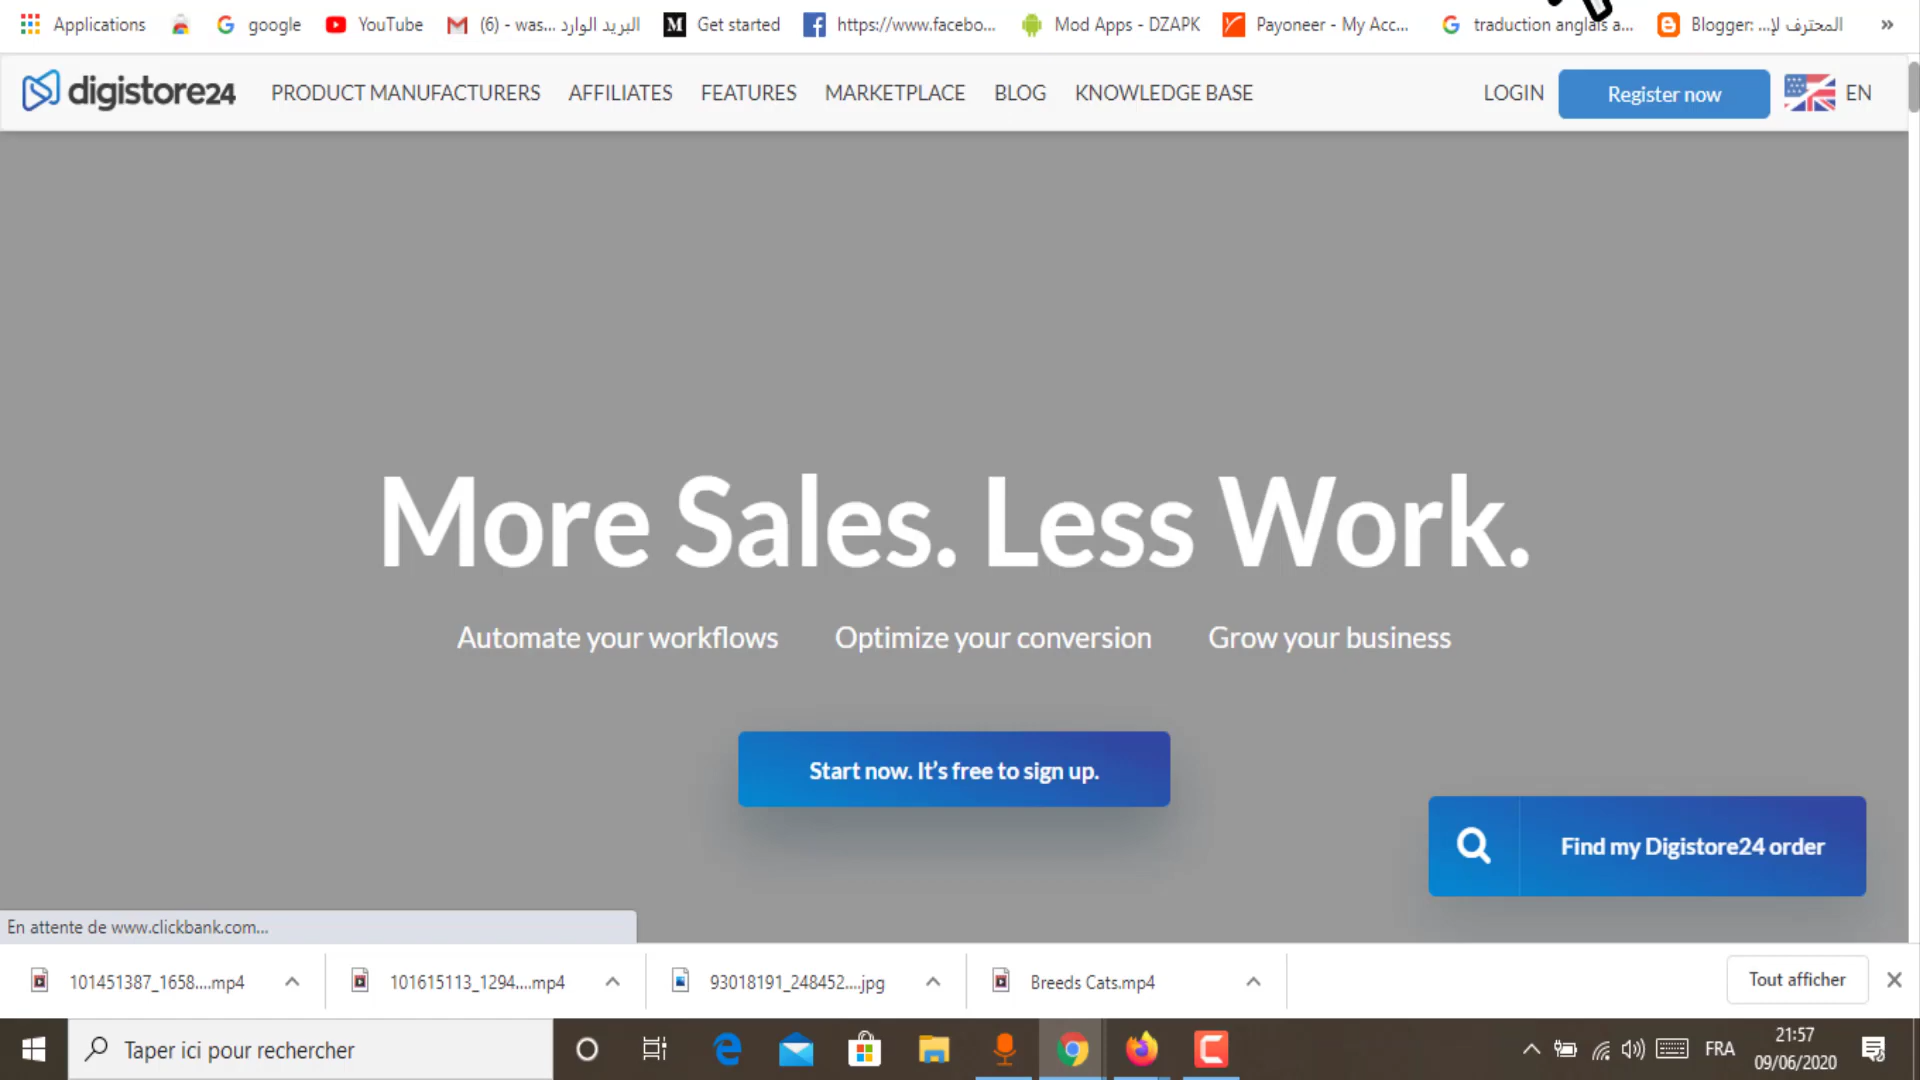 Applications
google
YouTube
(6) - was... البريد الوارد
Get started
https://www.facebo...
Mod Apps - DZAPK
Payoneer - My Acc...
traduction anglais a...
Blogger: ...المحترف لإ
»
digistore24
PRODUCT MANUFACTURERS
AFFILIATES
FEATURES
MARKETPLACE
BLOG
KNOWLEDGE BASE
LOGIN
Register now
EN
More Sales. Less Work.
Automate your workflows
Optimize your conversion
Grow your business
Start now. It's free to sign up.
Find my Digistore24 order
En attente de www.clickbank.com...
101451387_1658....mp4
101615113_1294....mp4
93018191_248452....jpg
Breeds Cats.mp4
Tout afficher
Taper ici pour rechercher
FRA
21:57
09/06/2020